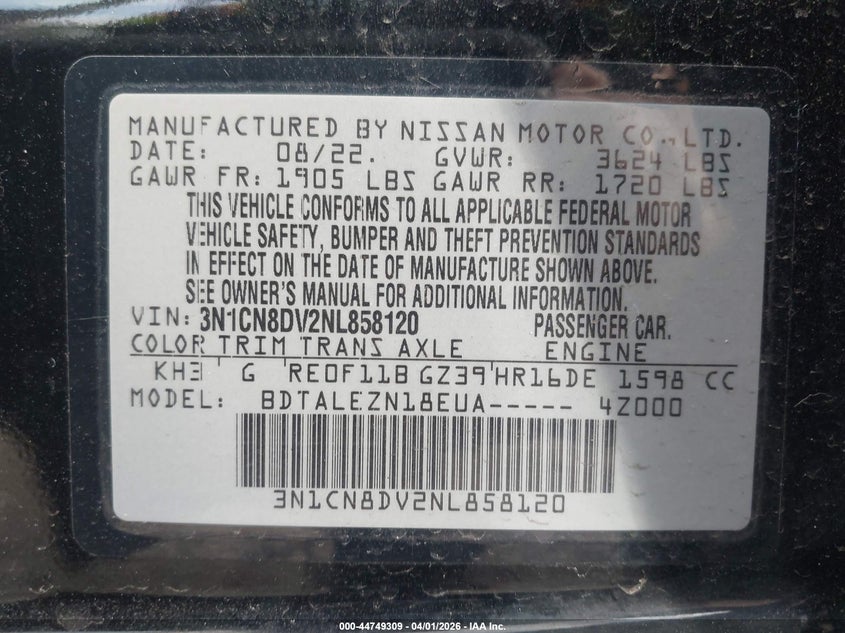 MANUFACTURED BY NISSAN MOTOR CO., LTD.
DATE: 08/22. GVWR: 3624 LBS
GAWR FR: 1905 LBS GAWR RR: 1720 LBS
THIS VEHICLE CONFORMS TO ALL APPLICABLE FEDERAL MOTOR
VEHICLE SAFETY, BUMPER AND THEFT PREVENTION STANDARDS
IN EFFECT ON THE DATE OF MANUFACTURE SHOWN ABOVE.
SEE OWNER'S MANUAL FOR ADDITIONAL INFORMATION.
VIN: 3N1CN8DV2NL858120 PASSENGER CAR.
COLOR TRIM TRANS AXLE ENGINE
KH3 G RE0F11B GZ39 HR16DE 1598 CC
MODEL: BDTALEZN18EUA----- 4Z000
3N1CN8DV2NL858120
000-44749309 - 04/01/2026 - IAA Inc.